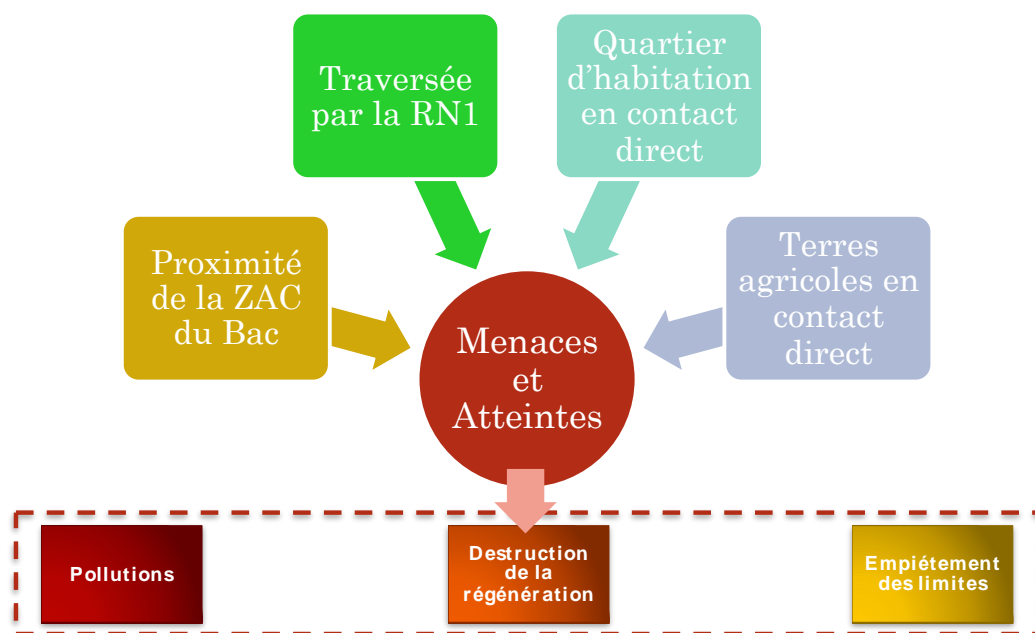 Traversée
par la RN1
Quartier
d’habitation
en contact
direct
Proximité
de la ZAC
du Bac
Terres
agricoles en
contact
direct
Menaces
et
Atteintes
Pollutions
Destruction
de la
régénération
Empiétement
des limites